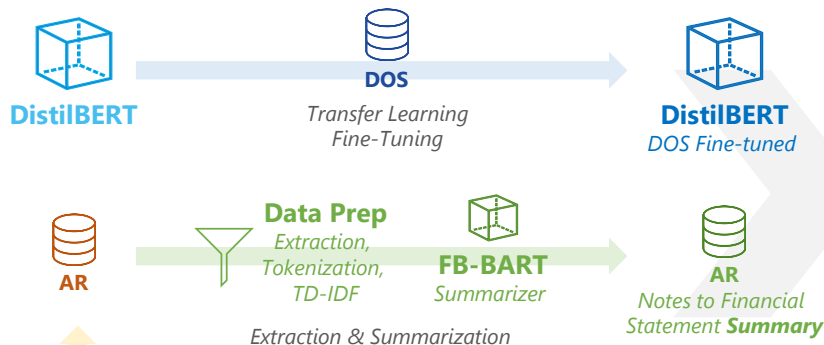 DOS
DistilBERT
Transfer Learning
Fine-Tuning
DistilBERT
DOS Fine-tuned
AR
Data Prep
Extraction,
Tokenization,
TD-IDF
FB-BART
Summarizer
AR
Notes to Financial
Statement Summary
Extraction & Summarization